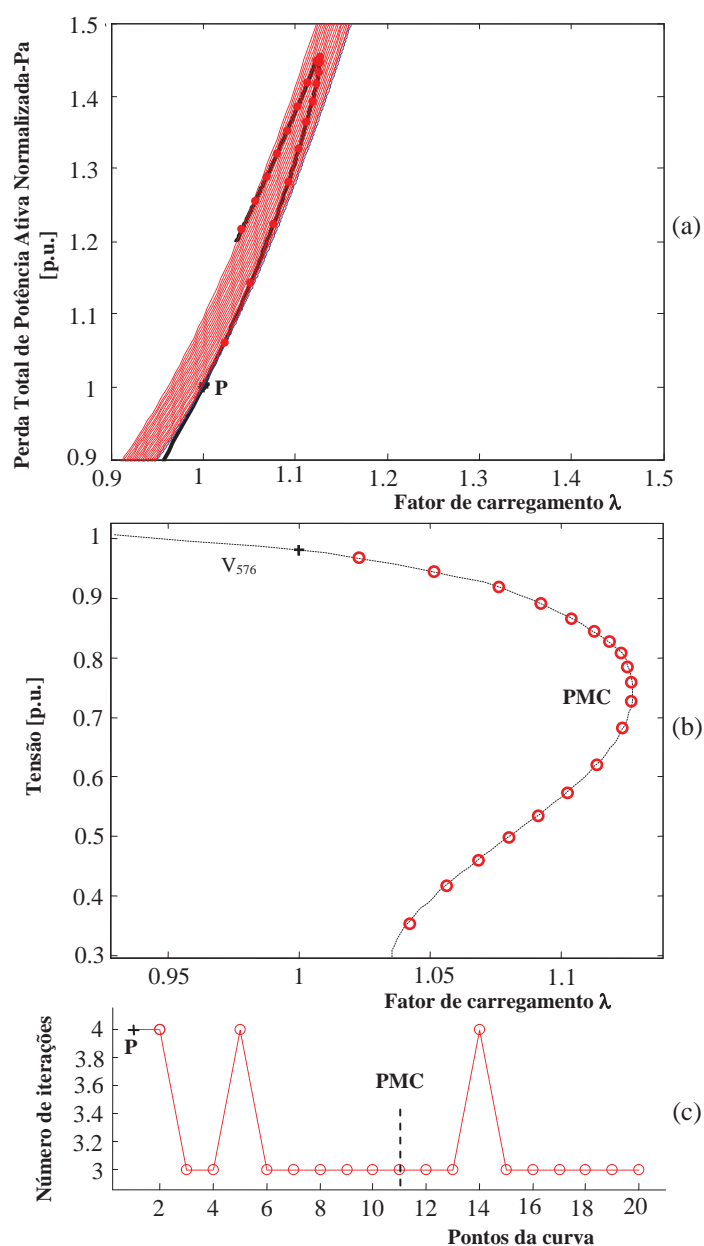 1.5
1.4
1.3
1.2
1.1
1
0.9
Perda Total de Potência Ativa Normalizada-Pa
[p.u.]
P
(a)
0.9 1 1.1 1.2 1.3 1.4 1.5
Fator de carregamento λ
1
0.9
0.8
0.7
0.6
0.5
0.4
0.3
Tensão [p.u.]
V576
PMC
(b)
0.95 1 1.05 1.1
Fator de carregamento λ
4
3.8
3.6
3.4
3.2
3
Número de iterações
P
PMC
(c)
2 4 6 8 10 12 14 16 18 20
Pontos da curva